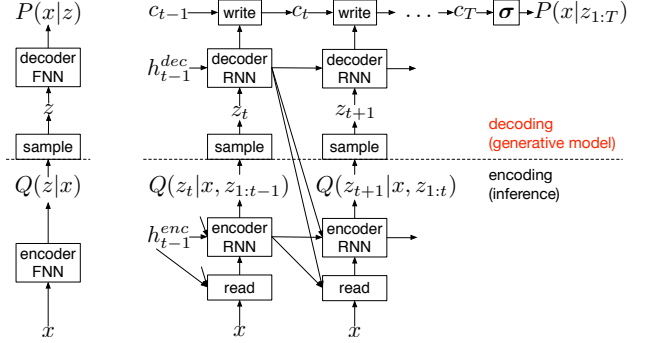 P(x|z)
decoder
FNN
z
sample
Q(z|x)
encoder
FNN
x
c_{t−1} write c_t write ... c_T σ P(x|z_{1:T})
h^{dec}_{t−1} decoder RNN decoder RNN
z_t z_{t+1}
sample sample
decoding
(generative model)
Q(z_t|x, z_{1:t−1}) Q(z_{t+1}|x, z_{1:t})
encoding
(inference)
h^{enc}_{t−1} encoder RNN encoder RNN
read read
x x